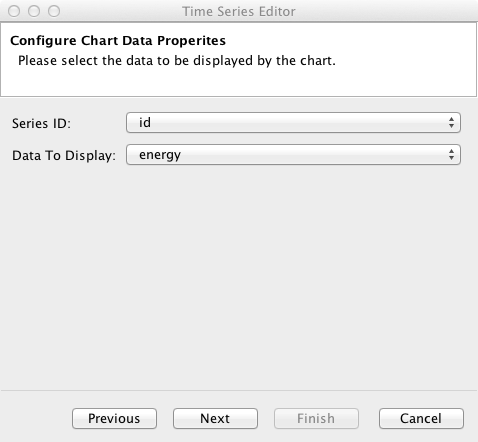 Time Series Editor
Configure Chart Data Properites
Please select the data to be displayed by the chart.
Series ID: id
Data To Display: energy
Previous Next Finish Cancel